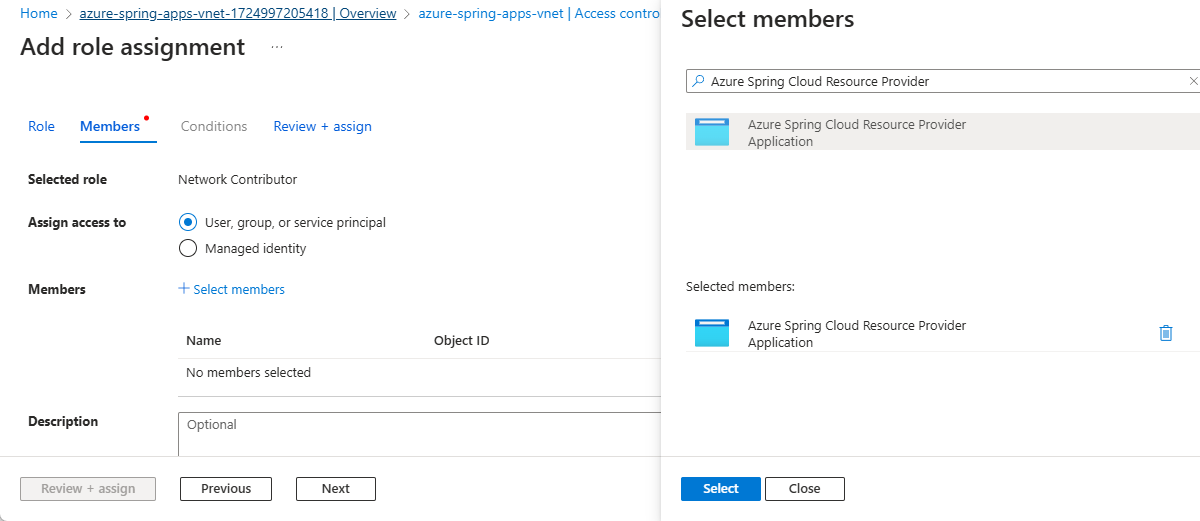 Home > azure-spring-apps-vnet-1724997205418 | Overview > azure-spring-apps-vnet | Access contro
Add role assignment ...
Role Members Conditions Review + assign
Selected role Network Contributor
Assign access to User, group, or service principal
Managed identity
Members + Select members
Name Object ID
No members selected
Description Optional
Review + assign Previous Next
Select members
Azure Spring Cloud Resource Provider
Azure Spring Cloud Resource Provider
Application
Selected members:
Azure Spring Cloud Resource Provider
Application
Select Close